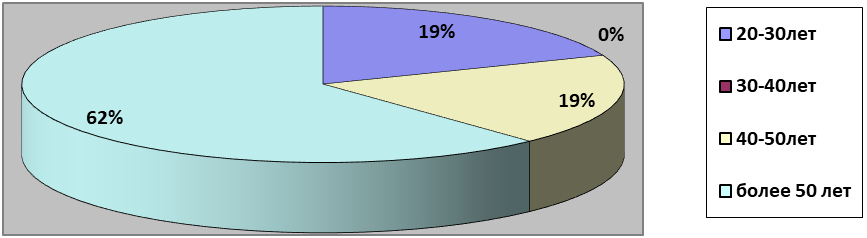 19%
0%
19%
62%
20-30лет
30-40лет
40-50лет
более 50 лет